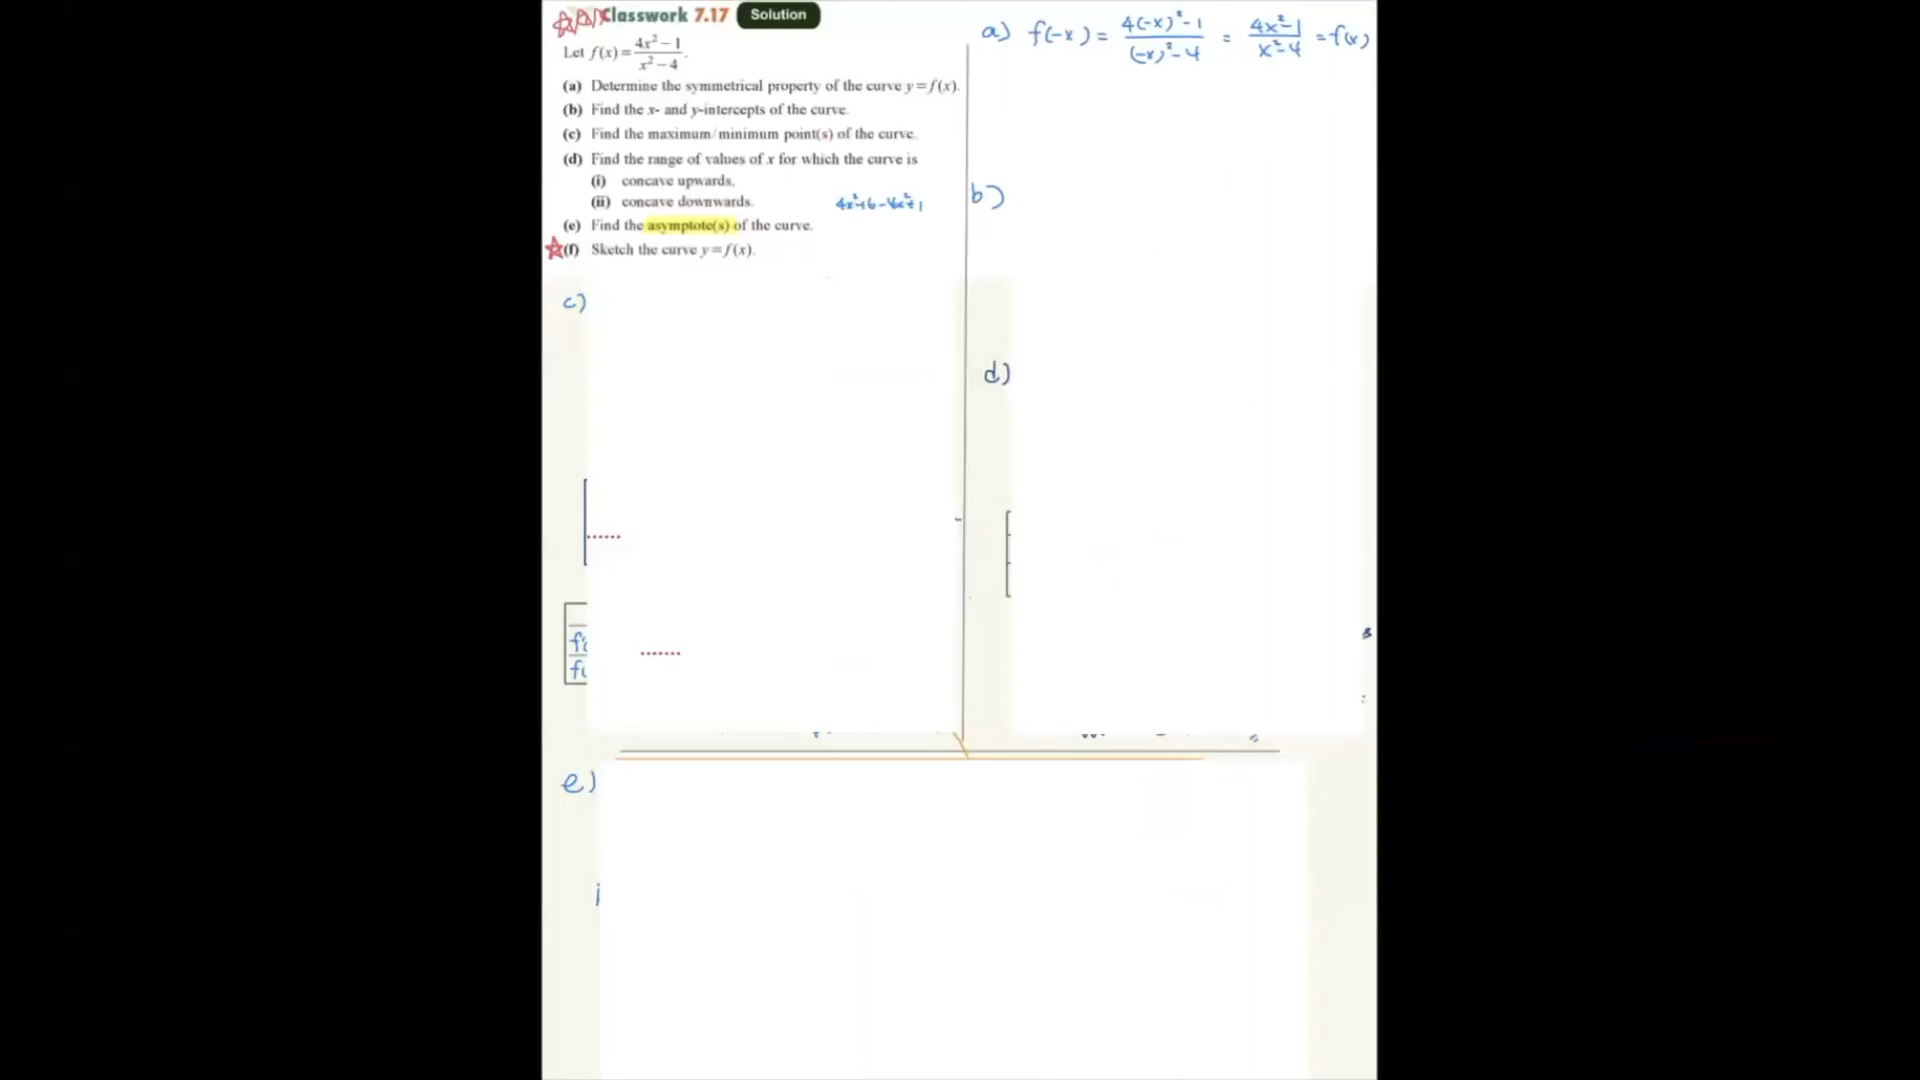 Classwork 7.17 Solution
Let f(x) = \frac{4x² − 1}{x² − 4}.
(a) Determine the symmetrical property of the curve y = f(x).
(b) Find the x- and y-intercepts of the curve.
(c) Find the maximum/minimum point(s) of the curve.
(d) Find the range of values of x for which the curve is
(i) concave upwards,
(ii) concave downwards.
(e) Find the asymptote(s) of the curve.
(f) Sketch the curve y = f(x).
a) f(-x) = \frac{4(-x)²-1}{(-x)²-4} = \frac{4x²-1}{x²-4} = f(x)
b)
c)
d)
e)